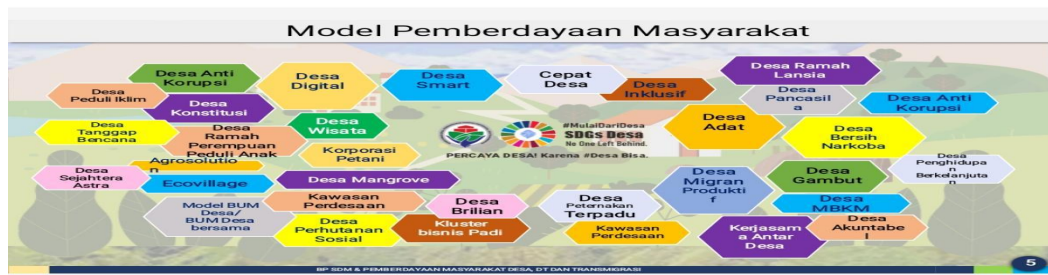 Model Pemberdayaan Masyarakat
Desa Anti
Korupsi
Desa
Digital
Desa
Smart
Cepat
Desa
Desa
Inklusif
Desa Ramah
Lansia
Desa
Peduli Iklim
Desa
Konstitusi
Desa
Pancasil
a
Desa Anti
Korupsi
Desa
Tanggap
Bencana
Desa
Ramah
Perempuan
Peduli Anak
Desa
Wisata
#MulaiDariDesa
SDGs Desa
No One Left Behind.
PERCAYA DESA! Karena #Desa Bisa.
Desa
Adat
Desa
Bersih
Narkoba
Korporasi
Petani
Agrosolution
n
Desa
Sejahtera
Astra
Ecovillage
Desa Mangrove
Desa
Migran
Produkti
f
Desa
Gambut
Desa
Penghidupa
n
Berkelanjuta
n
Model BUM
Desa/
BUM Desa
bersama
Kawasan
Perdesaan
Desa
Brilian
Desa
Peternakan
Terpadu
Desa
MBKM
Desa
Perhutanan
Sosial
Kluster
bisnis Padi
Kawasan
Perdesaan
Kerjasam
a Antar
Desa
Desa
Akuntabe
l
BP SDM & PEMBERDAYAAN MASYARAKAT DESA, DT DAN TRANSMIGRASI
5